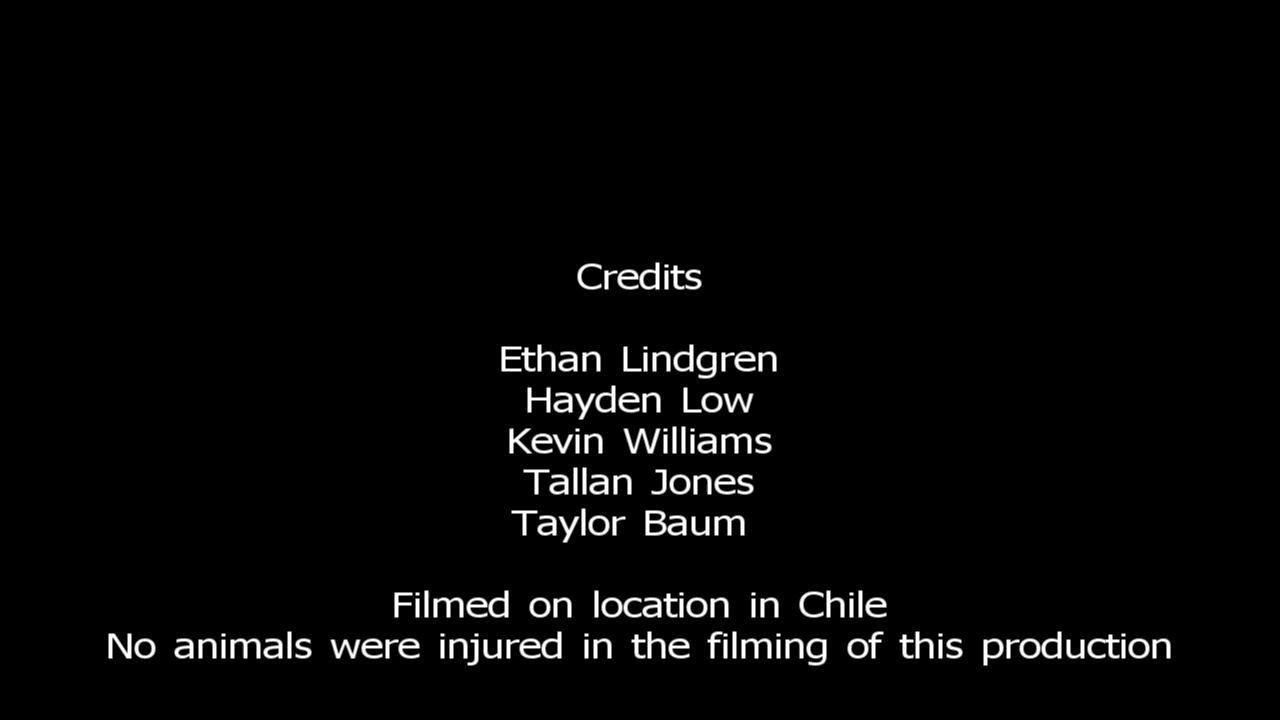 Credits
Ethan Lindgren
Hayden Low
Kevin Williams
Tallan Jones
Taylor Baum
Filmed on location in Chile
No animals were injured in the filming of this production